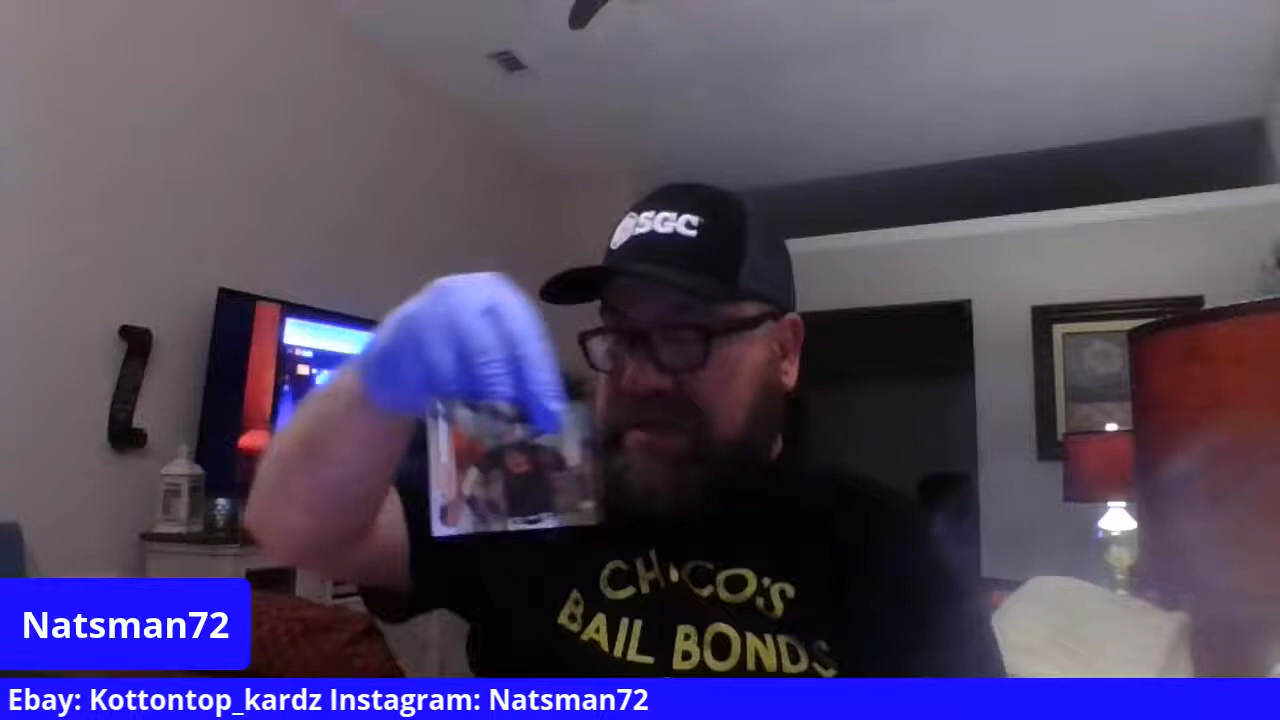 SGC
CHICO'S
BAIL BONDS
Natsman72
Ebay: Kottontop_kardz Instagram: Natsman72